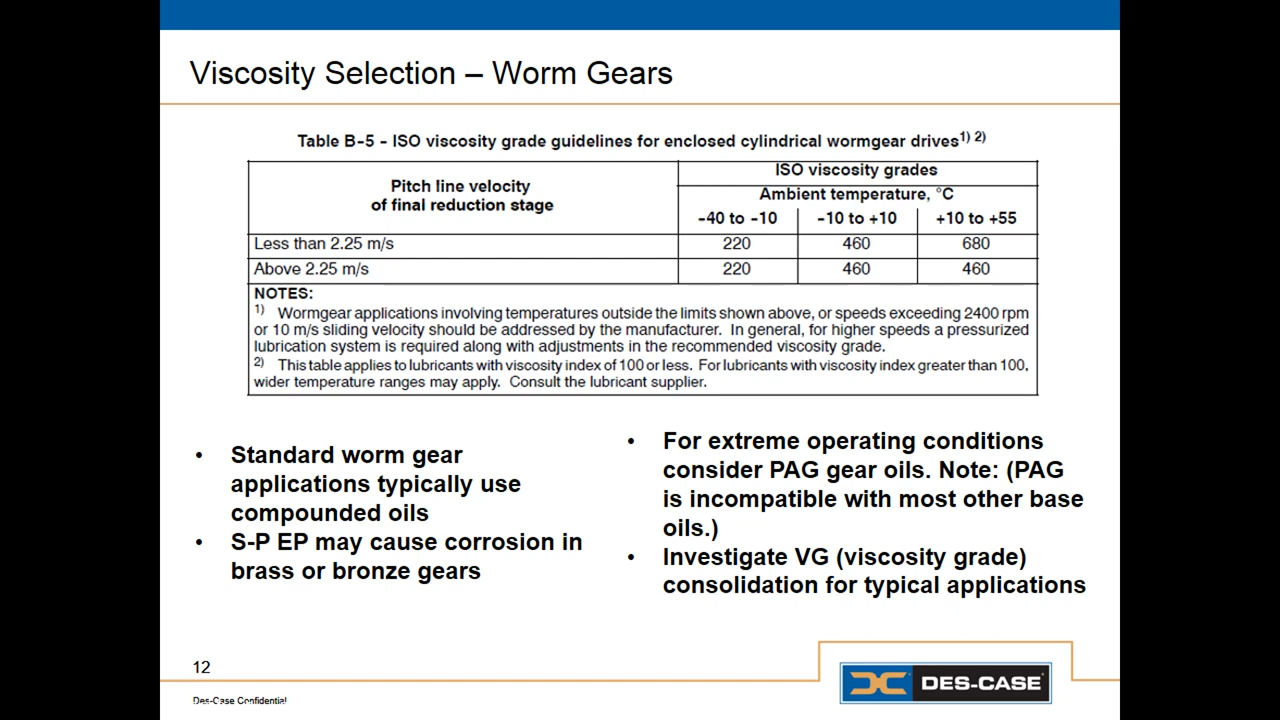 Viscosity Selection – Worm Gears
Table B-5 - ISO viscosity grade guidelines for enclosed cylindrical wormgear drives1) 2)
Pitch line velocity
of final reduction stage
ISO viscosity grades
Ambient temperature, °C
-40 to -10 -10 to +10 +10 to +55
Less than 2.25 m/s 220 460 680
Above 2.25 m/s 220 460 460
NOTES:
1) Wormgear applications involving temperatures outside the limits shown above, or speeds exceeding 2400 rpm
or 10 m/s sliding velocity should be addressed by the manufacturer. In general, for higher speeds a pressurized
lubrication system is required along with adjustments in the recommended viscosity grade.
2) This table applies to lubricants with viscosity index of 100 or less. For lubricants with viscosity index greater than 100,
wider temperature ranges may apply. Consult the lubricant supplier.
• Standard worm gear
applications typically use
compounded oils
• S-P EP may cause corrosion in
brass or bronze gears
• For extreme operating conditions
consider PAG gear oils. Note: (PAG
is incompatible with most other base
oils.)
• Investigate VG (viscosity grade)
consolidation for typical applications
12
Des-Case Confidential
DES-CASE